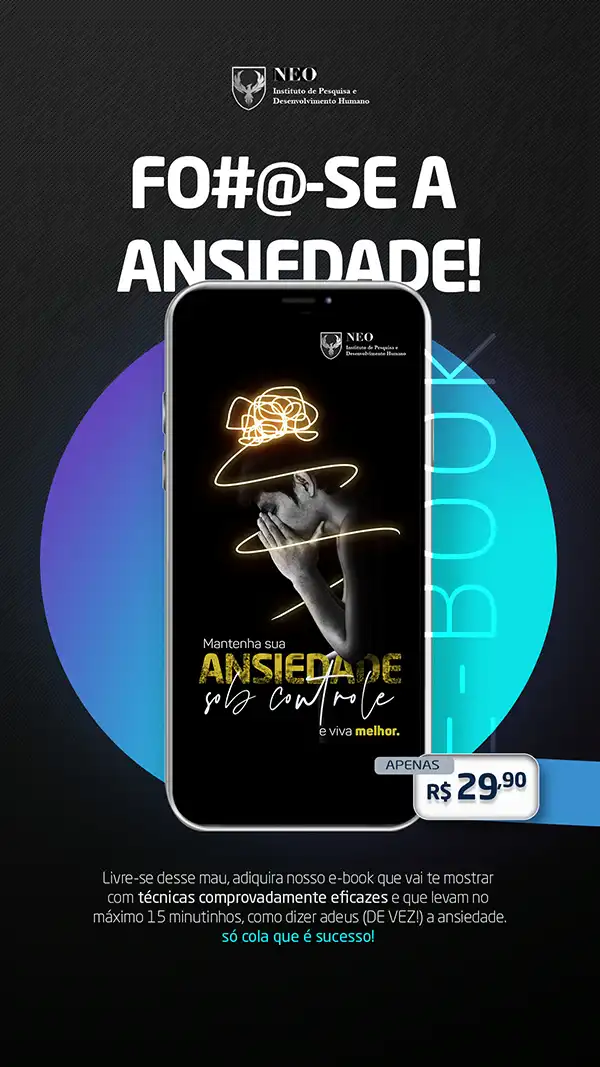 NEO
Instituto de Pesquisa e
Desenvolvimento Humano
FO#@-SE A
ANSIEDADE!
NEO
Instituto de Pesquisa e
Desenvolvimento Humano
E-BOOK
Mantenha sua
ANSIEDADE
sob controle
e viva melhor.
APENAS
R$ 29,90
Livre-se desse mau, adiquira nosso e-book que vai te mostrar
com técnicas comprovadamente eficazes e que levam no
máximo 15 minutinhos, como dizer adeus (DE VEZ!) a ansiedade.
só cola que é sucesso!